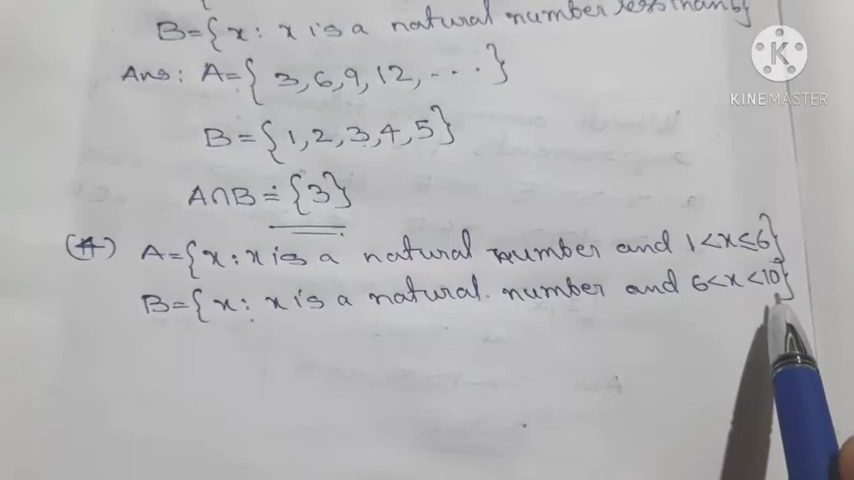 B={x: x is a natural number less than 6}
KINEMASTER
Ans: A={ 3,6,9,12,...}
B={1,2,3,4,5}
A∩B = {3}
(4) A={x: x is a natural number and 1<x≤6}
B={x: x is a natural number and 6<x<10}